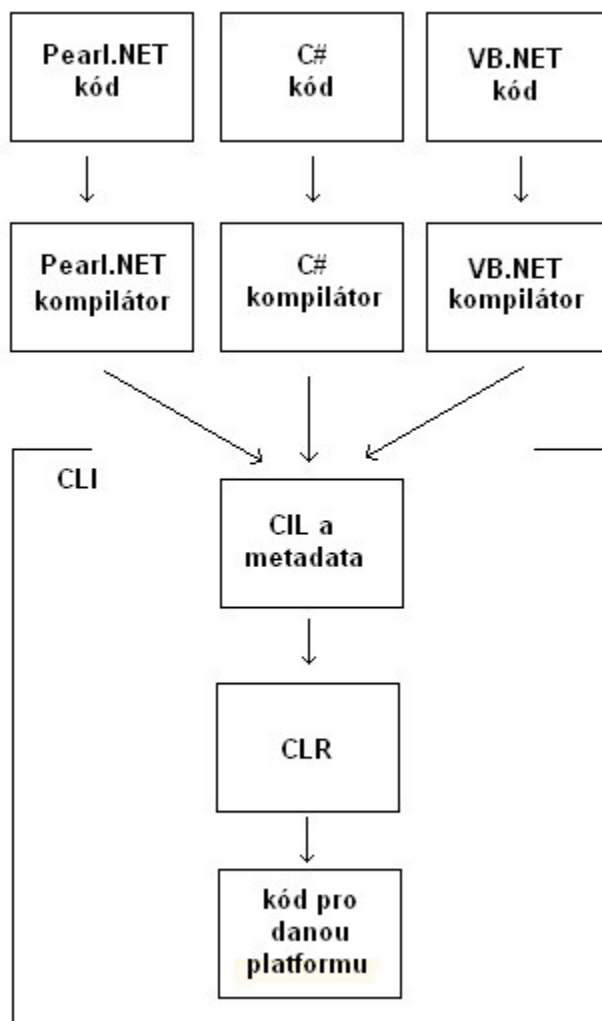 Pearl.NET
kód
C#
kód
VB.NET
kód
Pearl.NET
kompilátor
C#
kompilátor
VB.NET
kompilátor
CLI
CIL a
metadata
CLR
kód pro
danou
platformu